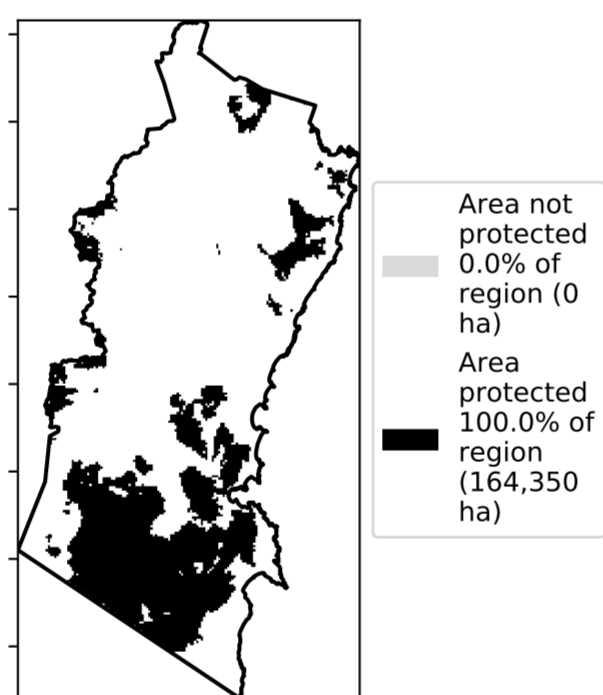 Area not
protected
0.0% of
region (0
ha)
Area
protected
100.0% of
region
(164,350
ha)